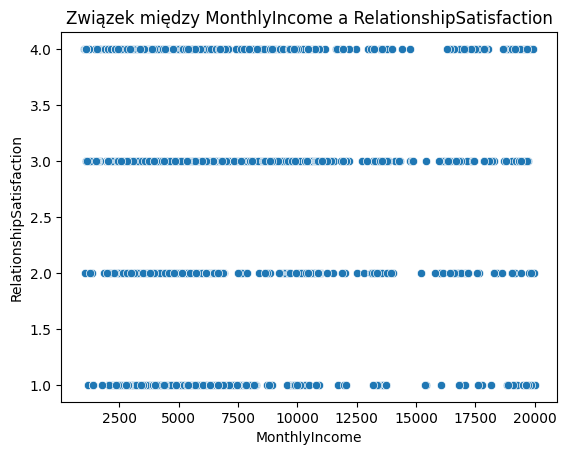 Związek między MonthlyIncome a RelationshipSatisfaction
4.0
3.5
3.0
2.5
2.0
1.5
1.0
RelationshipSatisfaction
2500 5000 7500 10000 12500 15000 17500 20000
MonthlyIncome